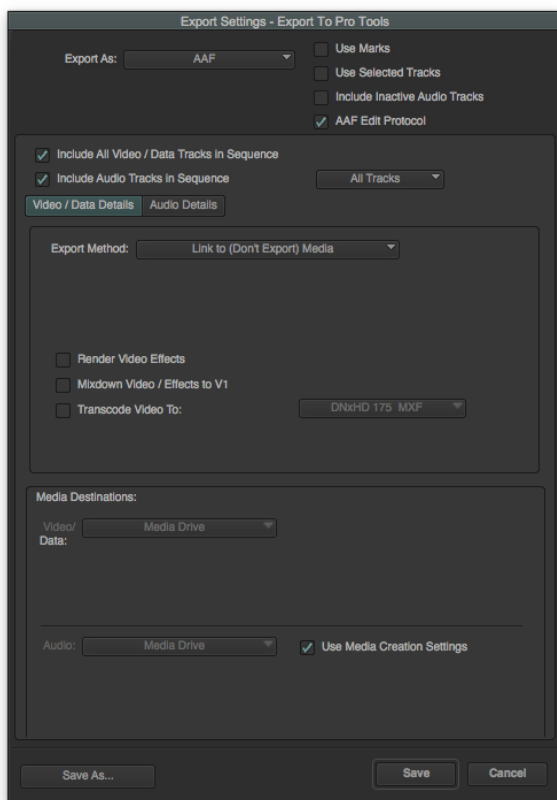 Export Settings - Export To Pro Tools
Export As: AAF
Use Marks
Use Selected Tracks
Include Inactive Audio Tracks
AAF Edit Protocol
Include All Video / Data Tracks in Sequence
Include Audio Tracks in Sequence All Tracks
Video / Data Details Audio Details
Export Method: Link to (Don't Export) Media
Render Video Effects
Mixdown Video / Effects to V1
Transcode Video To: DNxHD 175 MXF
Media Destinations:
Video/ Media Drive
Data:
Audio: Media Drive Use Media Creation Settings
Save As... Save Cancel